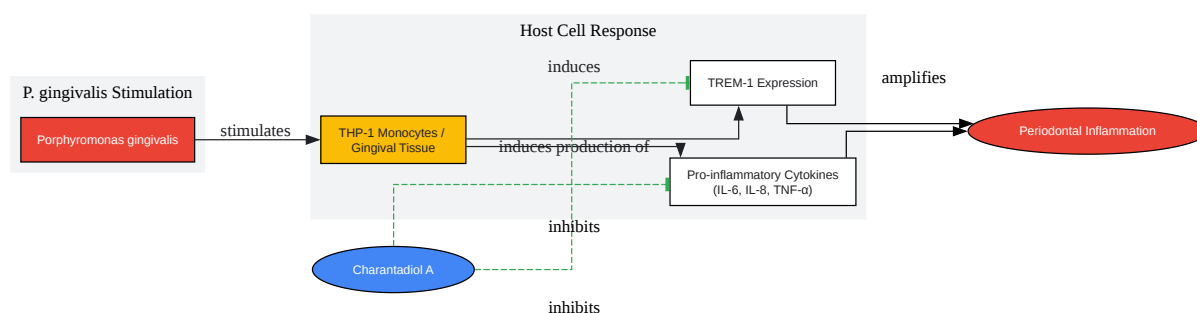 Host Cell Response
induces
TREM-1 Expression
amplifies
P. gingivalis Stimulation
Porphyromonas gingivalis
stimulates
THP-1 Monocytes /
Gingival Tissue
induces production of
Periodontal Inflammation
Pro-inflammatory Cytokines
(IL-6, IL-8, TNF-α)
inhibits
Charantadiol A
inhibits